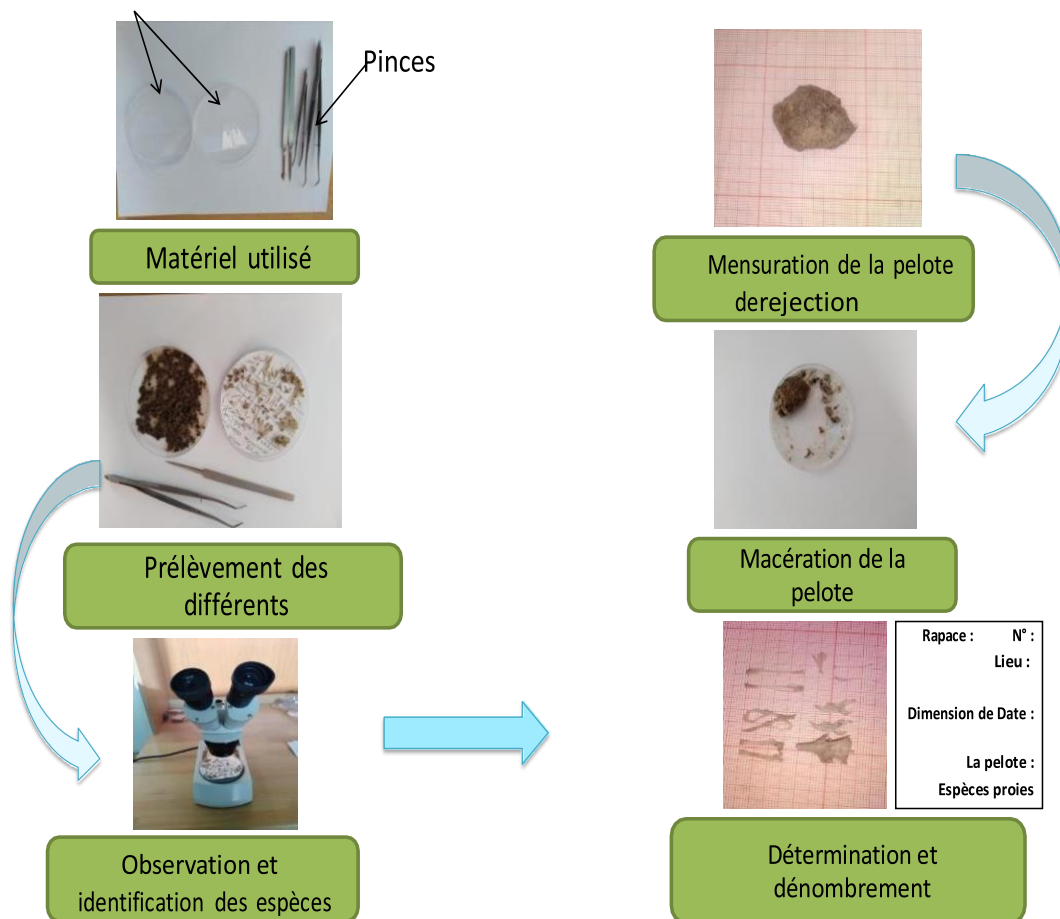 Pinces
Matériel utilisé
Mensuration de la pelote
derejection
Prélèvement des
différents
Macération de la
pelote
Rapace : N° :
Lieu :
Dimension de Date :
La pelote :
Espèces proies
Observation et
identification des espèces
Détermination et
dénombrement